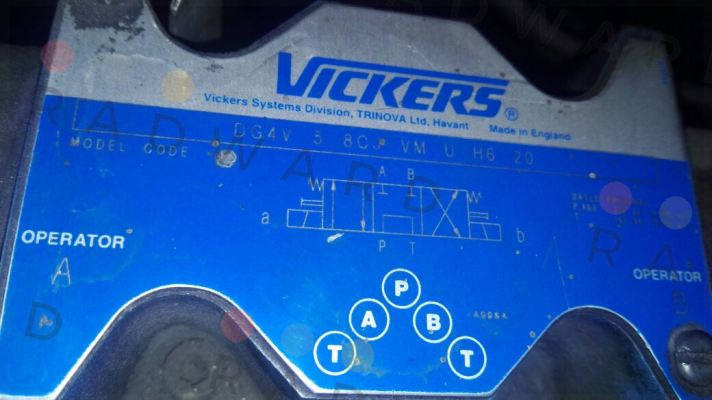 VICKERS®
Vickers Systems Division, TRINOVA Ltd. Havant Made in England
DG4V 5 8CJ VM U H6 20
MODEL CODE
A B
a b
P T
OPERATOR
A
OPERATOR
B
P
A B
T T
RADWARD